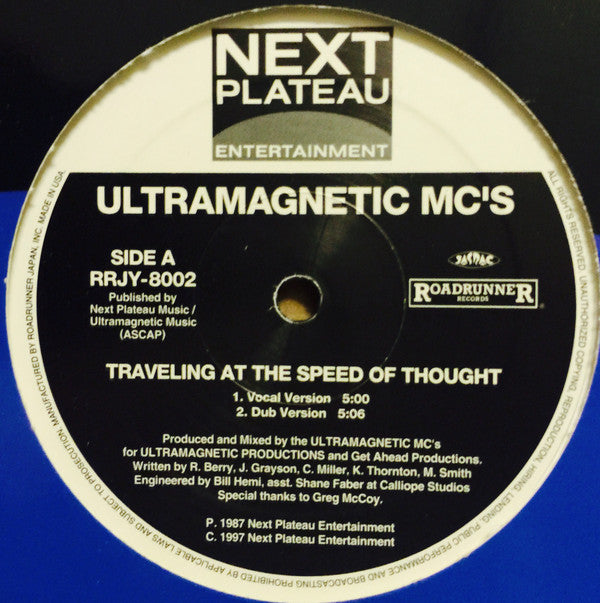 NEXT
PLATEAU
ENTERTAINMENT
ULTRAMAGNETIC MC'S
SIDE A
RRJY-8002
Published by
Next Plateau Music /
Ultramagnetic Music
(ASCAP)
ROADRUNNER
RECORDS
TRAVELING AT THE SPEED OF THOUGHT
1. Vocal Version 5:00
2. Dub Version 5:06
Produced and Mixed by the ULTRAMAGNETIC MC's
for ULTRAMAGNETIC PRODUCTIONS and Get Ahead Productions.
Written by R. Berry, J. Grayson, C. Miller, K. Thornton, M. Smith
Engineered by Bill Hemi, asst. Shane Faber at Calliope Studios
Special thanks to Greg McCoy.
P. 1987 Next Plateau Entertainment
C. 1997 Next Plateau Entertainment
ALL RIGHTS RESERVED. UNAUTHORIZED COPYING, REPRODUCTION, HIRING, LENDING, PUBLIC PERFORMANCE AND BROADCASTING PROHIBITED BY APPLICABLE LAWS AND SUBJECT TO PROSECUTION. MANUFACTURED BY ROADRUNNER JAPAN, INC. MADE IN USA.